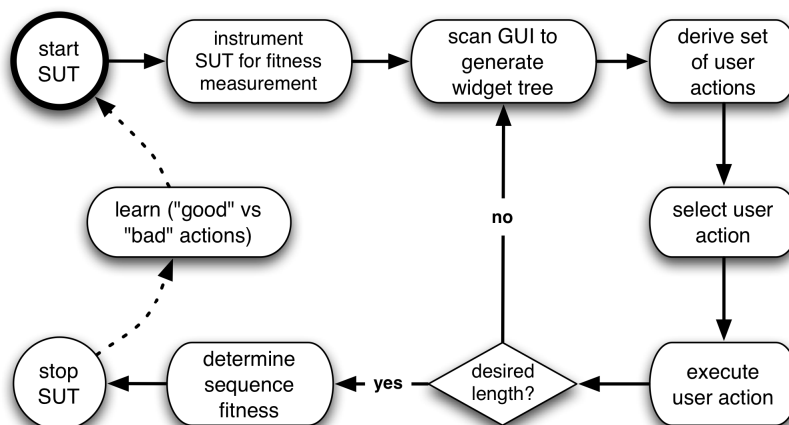 start
SUT
instrument
SUT for fitness
measurement
scan GUI to
generate
widget tree
derive set
of user
actions
learn ("good" vs
"bad" actions)
no
select user
action
stop
SUT
determine
sequence
fitness
yes
desired
length?
execute
user action